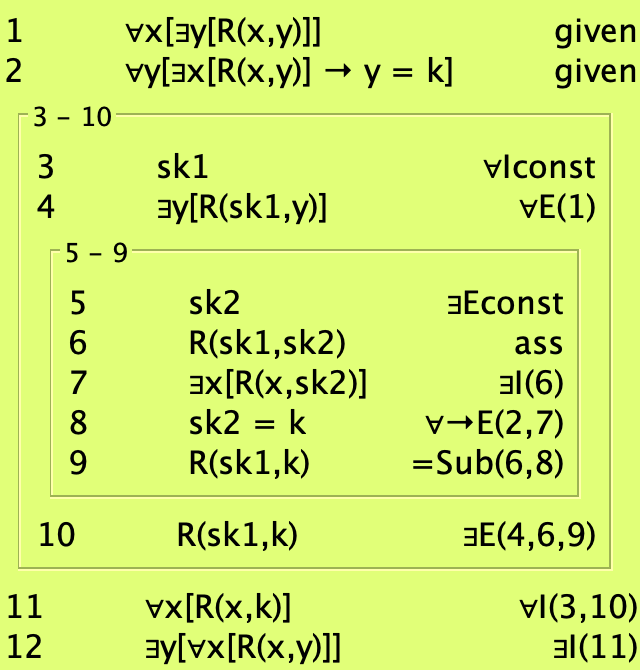 1 ∀x[∃y[R(x,y)]] given
2 ∀y[∃x[R(x,y)] → y = k] given
3 – 10
3 sk1 ∀Iconst
4 ∃y[R(sk1,y)] ∀E(1)
5 – 9
5 sk2 ∃Econst
6 R(sk1,sk2) ass
7 ∃x[R(x,sk2)] ∃I(6)
8 sk2 = k ∀→E(2,7)
9 R(sk1,k) =Sub(6,8)
10 R(sk1,k) ∃E(4,6,9)
11 ∀x[R(x,k)] ∀I(3,10)
12 ∃y[∀x[R(x,y)]] ∃I(11)